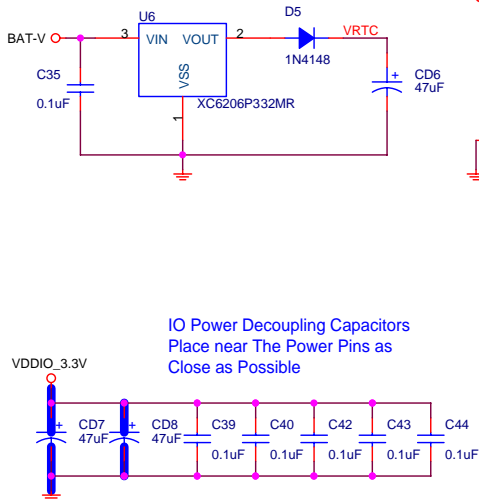 U6
D5
BAT-V
3
VIN
VOUT
2
VRTC
1N4148
C35
0.1uF
VSS
1
XC6206P332MR
+
CD6
47uF
IO Power Decoupling Capacitors
Place near The Power Pins as
Close as Possible
VDDIO_3.3V
+
CD7
47uF
+
CD8
47uF
C39
0.1uF
C40
0.1uF
C42
0.1uF
C43
0.1uF
C44
0.1uF